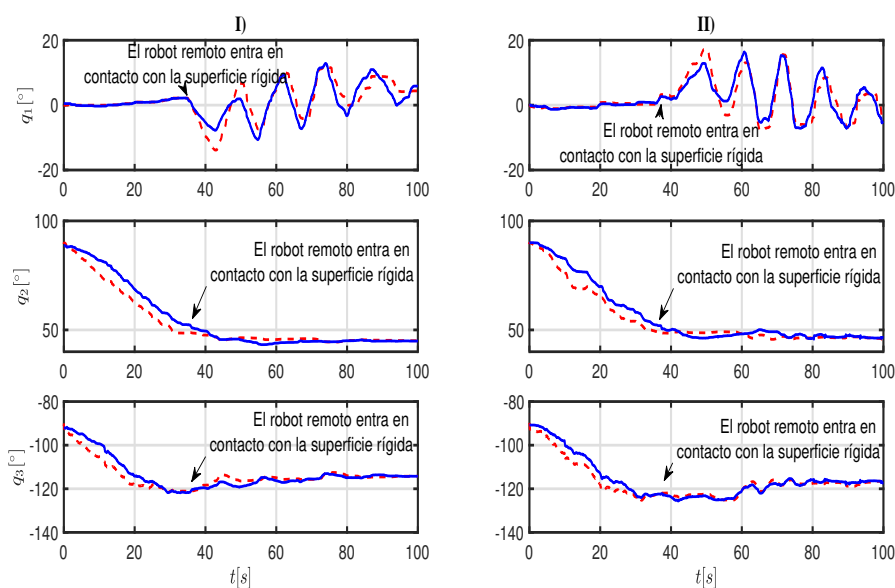 I)
II)
20
El robot remoto entra en
contacto con la superficie rígida
q₁[°]
0
-20
0 20 40 60 80 100
20
0
El robot remoto entra en
contacto con la superficie rígida
-20
0 20 40 60 80 100
100
El robot remoto entra en
contacto con la superficie rígida
q₂[°]
50
0 20 40 60 80 100
100
El robot remoto entra en
contacto con la superficie rígida
50
0 20 40 60 80 100
-80
El robot remoto entra en
contacto con la superficie rígida
-100
q₃[°]
-120
-140
0 20 40 60 80 100
t[s]
-80
El robot remoto entra en
contacto con la superficie rígida
-100
-120
-140
0 20 40 60 80 100
t[s]